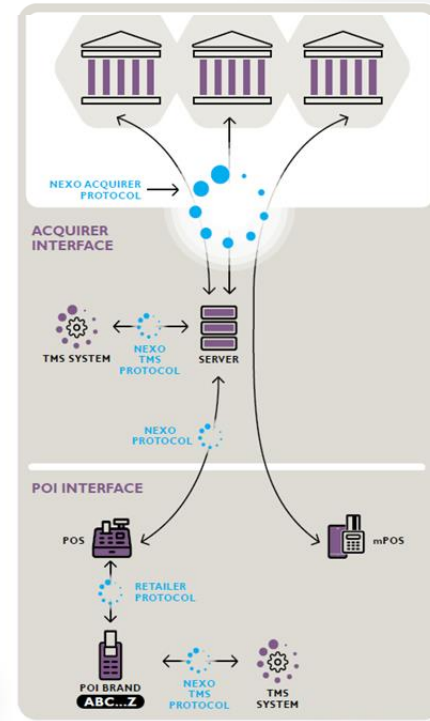 NEXO ACQUIRER
PROTOCOL
ACQUIRER
INTERFACE
TMS SYSTEM
NEXO
TMS
PROTOCOL
SERVER
NEXO
PROTOCOL
POI INTERFACE
POS
mPOS
RETAILER
PROTOCOL
POI BRAND
ABC...Z
NEXO
TMS
PROTOCOL
TMS
SYSTEM